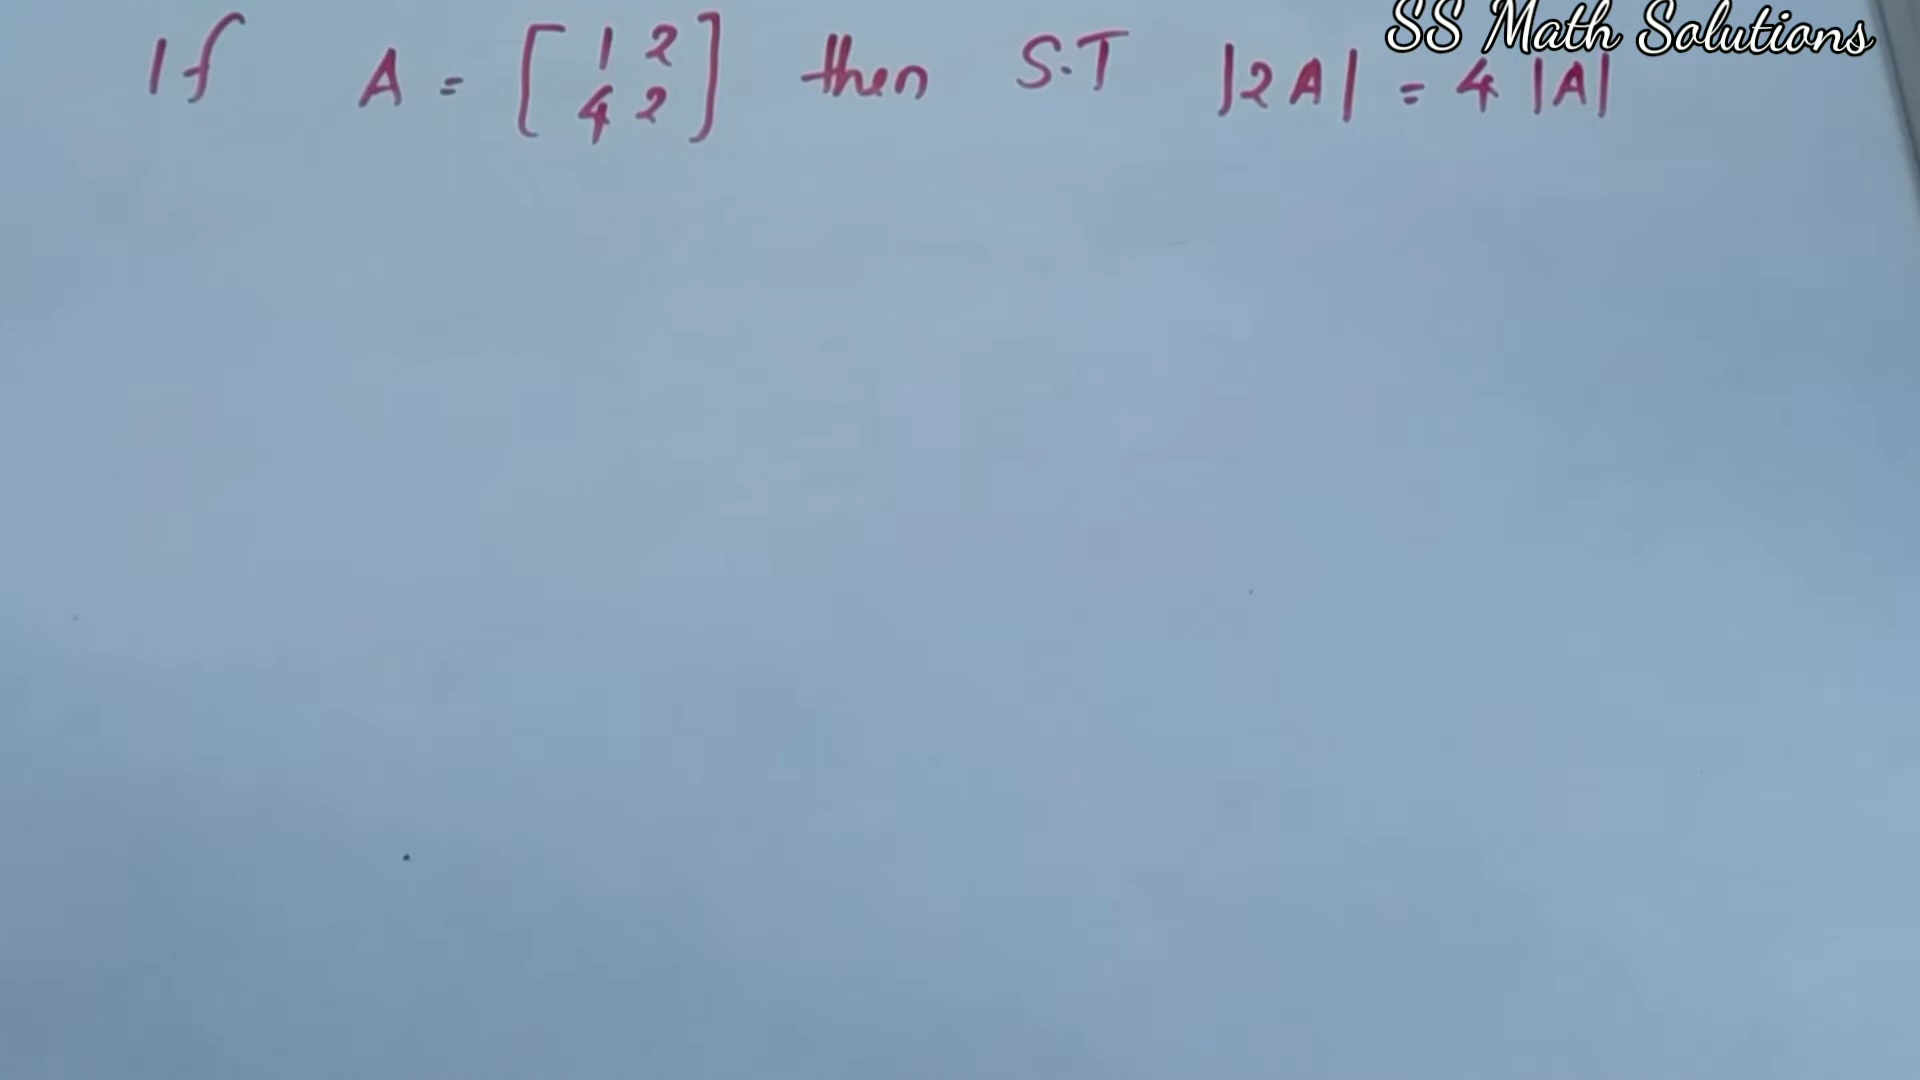 SS Math Solutions
If A = [1 2 4 2] then S.T |2A| = 4 |A|